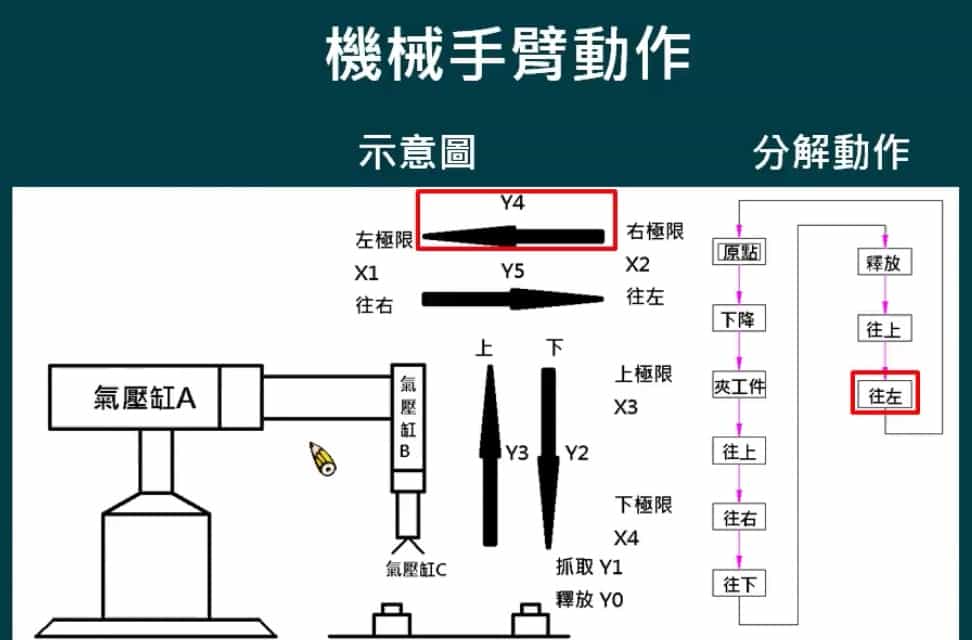 機械手臂動作
示意圖
分解動作
Y4
左極限
右極限
X1
Y5
X2
往右
往左
上
下
上極限
X3
Y3
Y2
下極限
X4
抓取 Y1
釋放 Y0
氣壓缸A
氣壓缸B
氣壓缸C
原點
下降
夾工件
往上
往右
往下
釋放
往上
往左